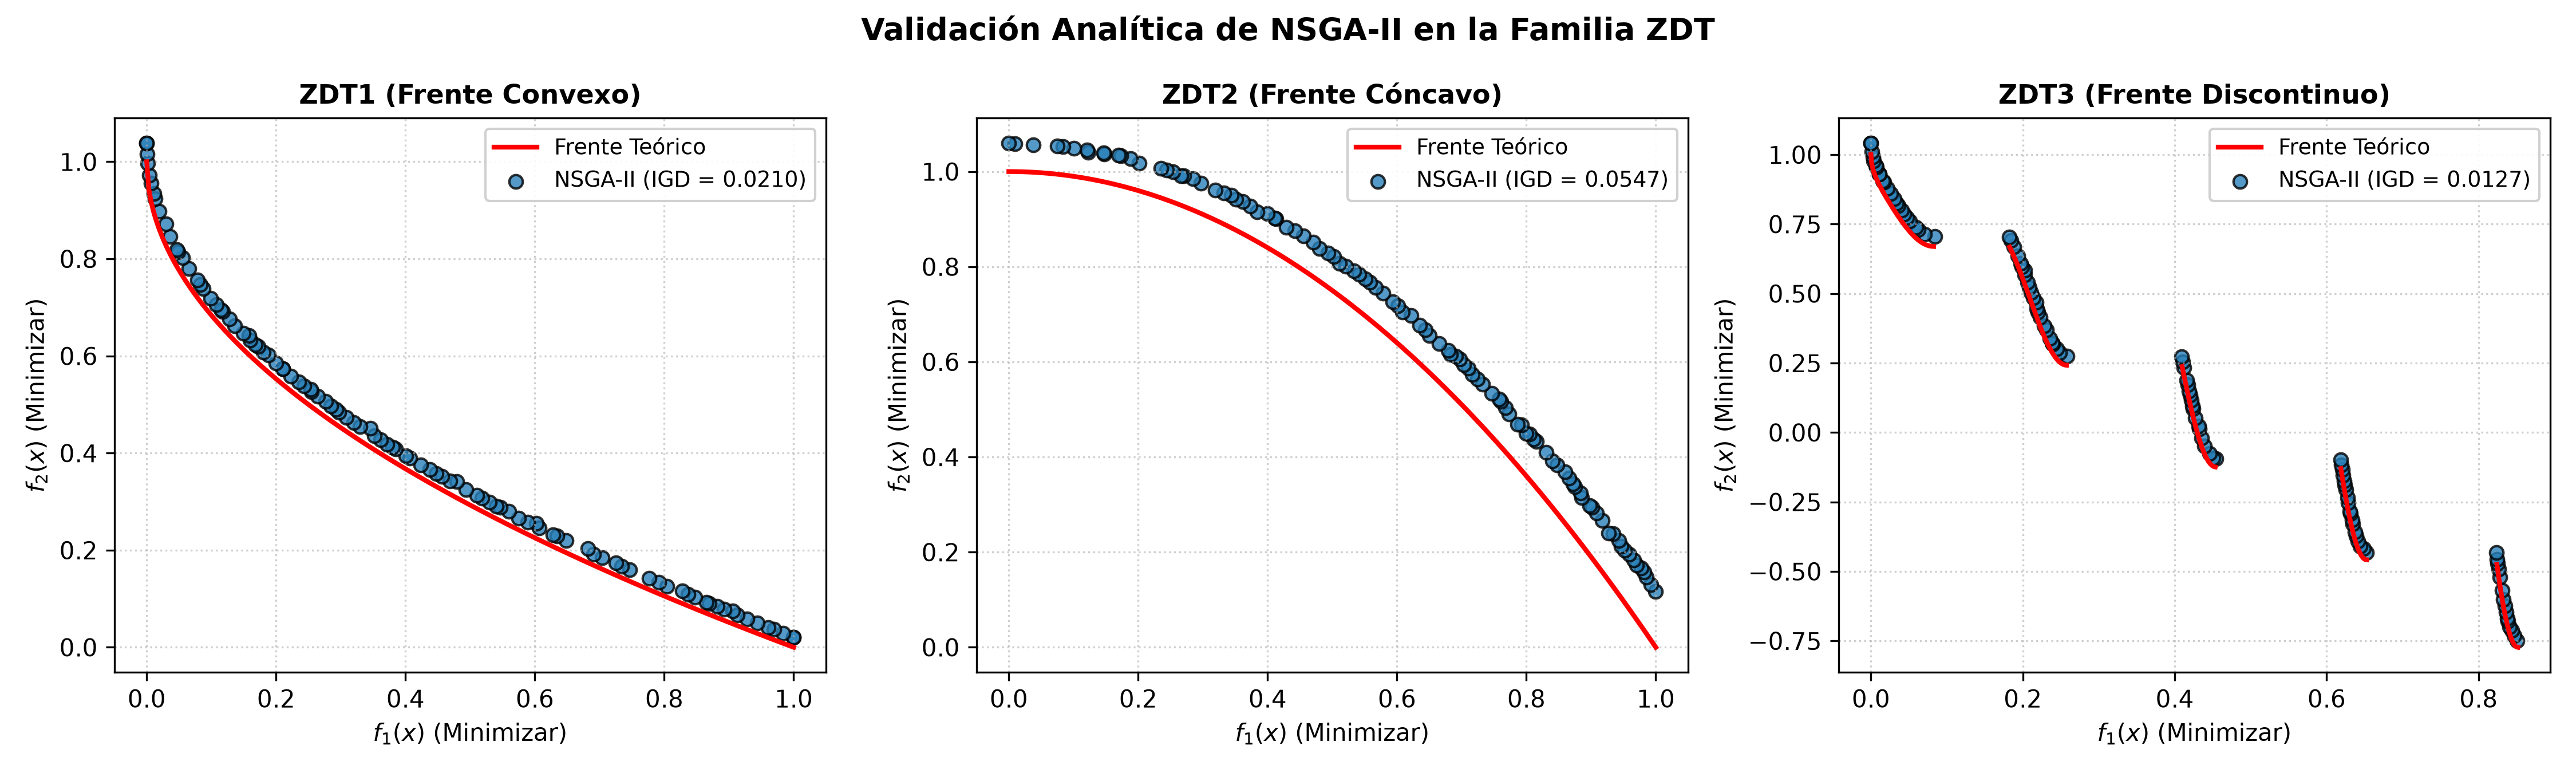 Validación Analítica de NSGA-II en la Familia ZDT
ZDT1 (Frente Convexo)
Frente Teórico
NSGA-II (IGD = 0.0210)
1.0
0.8
0.6
0.4
0.2
0.0
f₂(x) (Minimizar)
0.0 0.2 0.4 0.6 0.8 1.0
f₁(x) (Minimizar)
ZDT2 (Frente Cóncavo)
Frente Teórico
NSGA-II (IGD = 0.0547)
1.0
0.8
0.6
0.4
0.2
0.0
f₂(x) (Minimizar)
0.0 0.2 0.4 0.6 0.8 1.0
f₁(x) (Minimizar)
ZDT3 (Frente Discontinuo)
Frente Teórico
NSGA-II (IGD = 0.0127)
1.00
0.75
0.50
0.25
0.00
−0.25
−0.50
−0.75
f₂(x) (Minimizar)
0.0 0.2 0.4 0.6 0.8
f₁(x) (Minimizar)